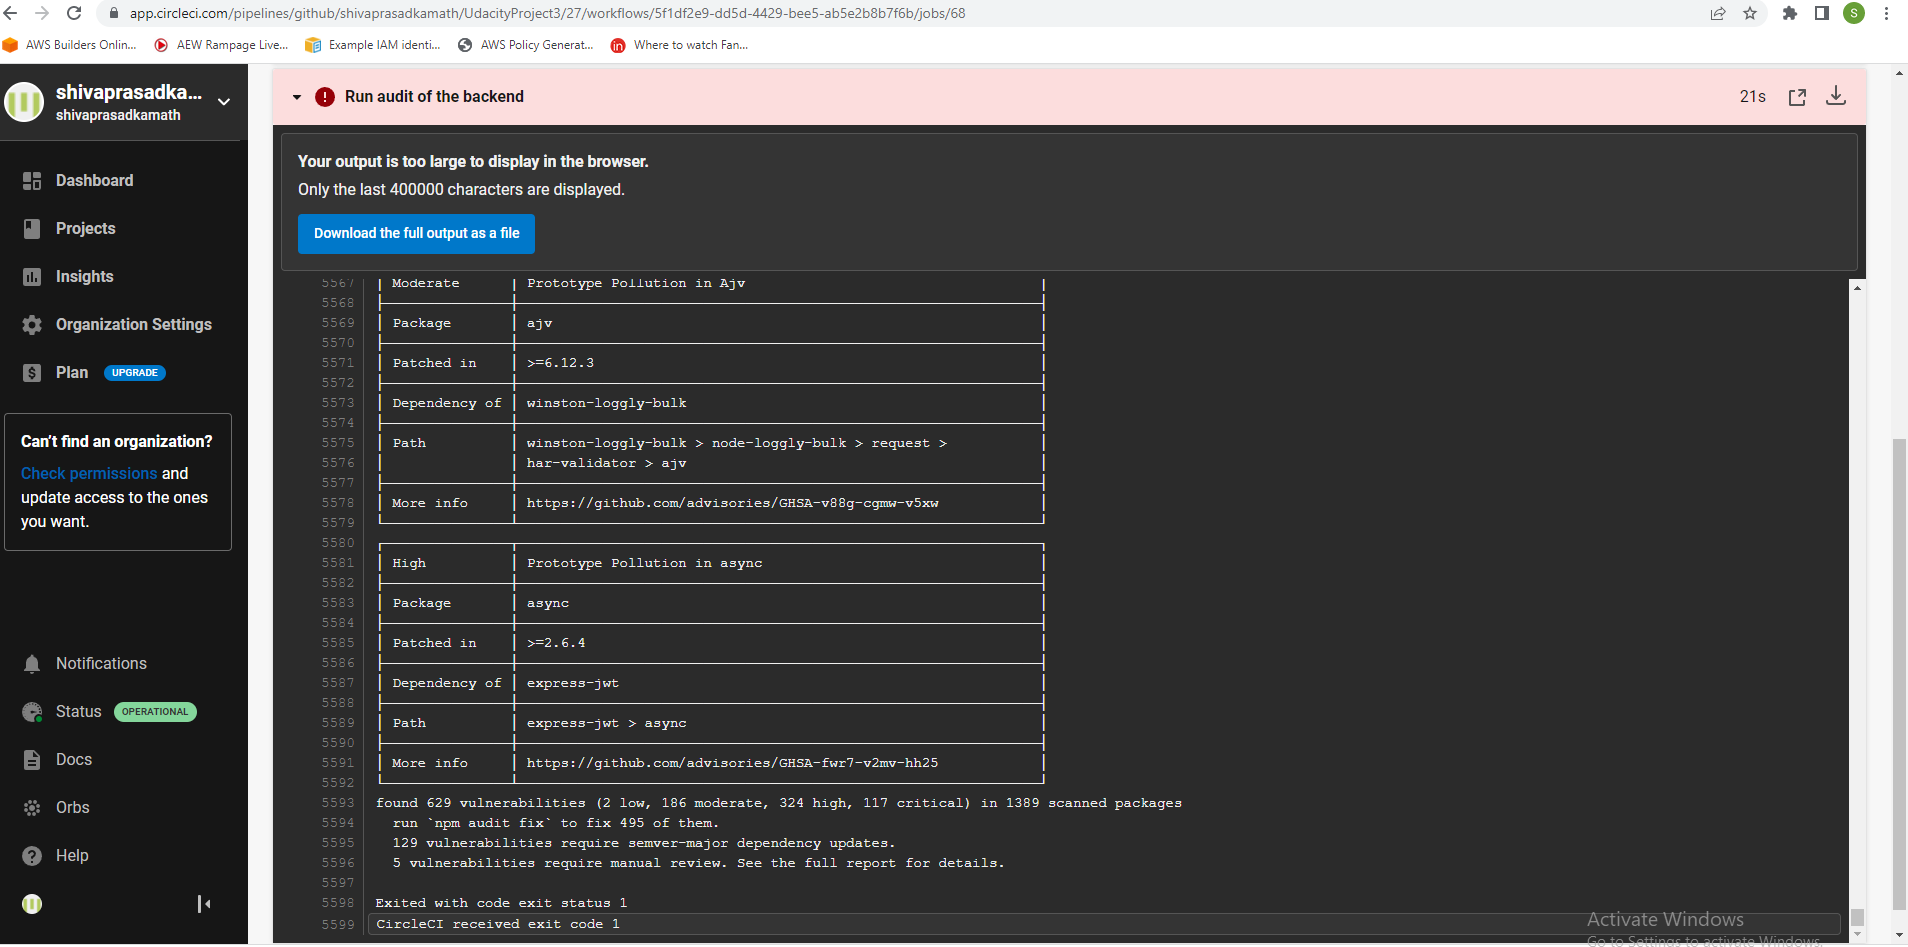 app.circleci.com/pipelines/github/shivaprasadkamath/UdacityProject3/27/workflows/5f1df2e9-dd5d-4429-bee5-ab5e2b8b7f6b/jobs/68
S
AWS Builders Onlin...
AEW Rampage Live...
Example IAM identi...
AWS Policy Generat...
in
Where to watch Fan...
shivaprasadka...
shivaprasadkamath
Dashboard
Projects
Insights
Organization Settings
Plan UPGRADE
Can't find an organization?
Check permissions and
update access to the ones
you want.
Notifications
Status OPERATIONAL
Docs
Orbs
Help
Run audit of the backend
21s
Your output is too large to display in the browser.
Only the last 400000 characters are displayed.
Download the full output as a file
5567 Moderate Prototype Pollution in Ajv
5568
5569 Package ajv
5570
5571 Patched in >=6.12.3
5572
5573 Dependency of winston-loggly-bulk
5574
5575 Path winston-loggly-bulk > node-loggly-bulk > request >
5576 har-validator > ajv
5577
5578 More info https://github.com/advisories/GHSA-v88g-cgmw-v5xw
5579
5580
5581 High Prototype Pollution in async
5582
5583 Package async
5584
5585 Patched in >=2.6.4
5586
5587 Dependency of express-jwt
5588
5589 Path express-jwt > async
5590
5591 More info https://github.com/advisories/GHSA-fwr7-v2mv-hh25
5592
5593 found 629 vulnerabilities (2 low, 186 moderate, 324 high, 117 critical) in 1389 scanned packages
5594 run `npm audit fix` to fix 495 of them.
5595 129 vulnerabilities require semver-major dependency updates.
5596 5 vulnerabilities require manual review. See the full report for details.
5597
5598 Exited with code exit status 1
5599 CircleCI received exit code 1
Activate Windows
Go to Settings to activate Windows.